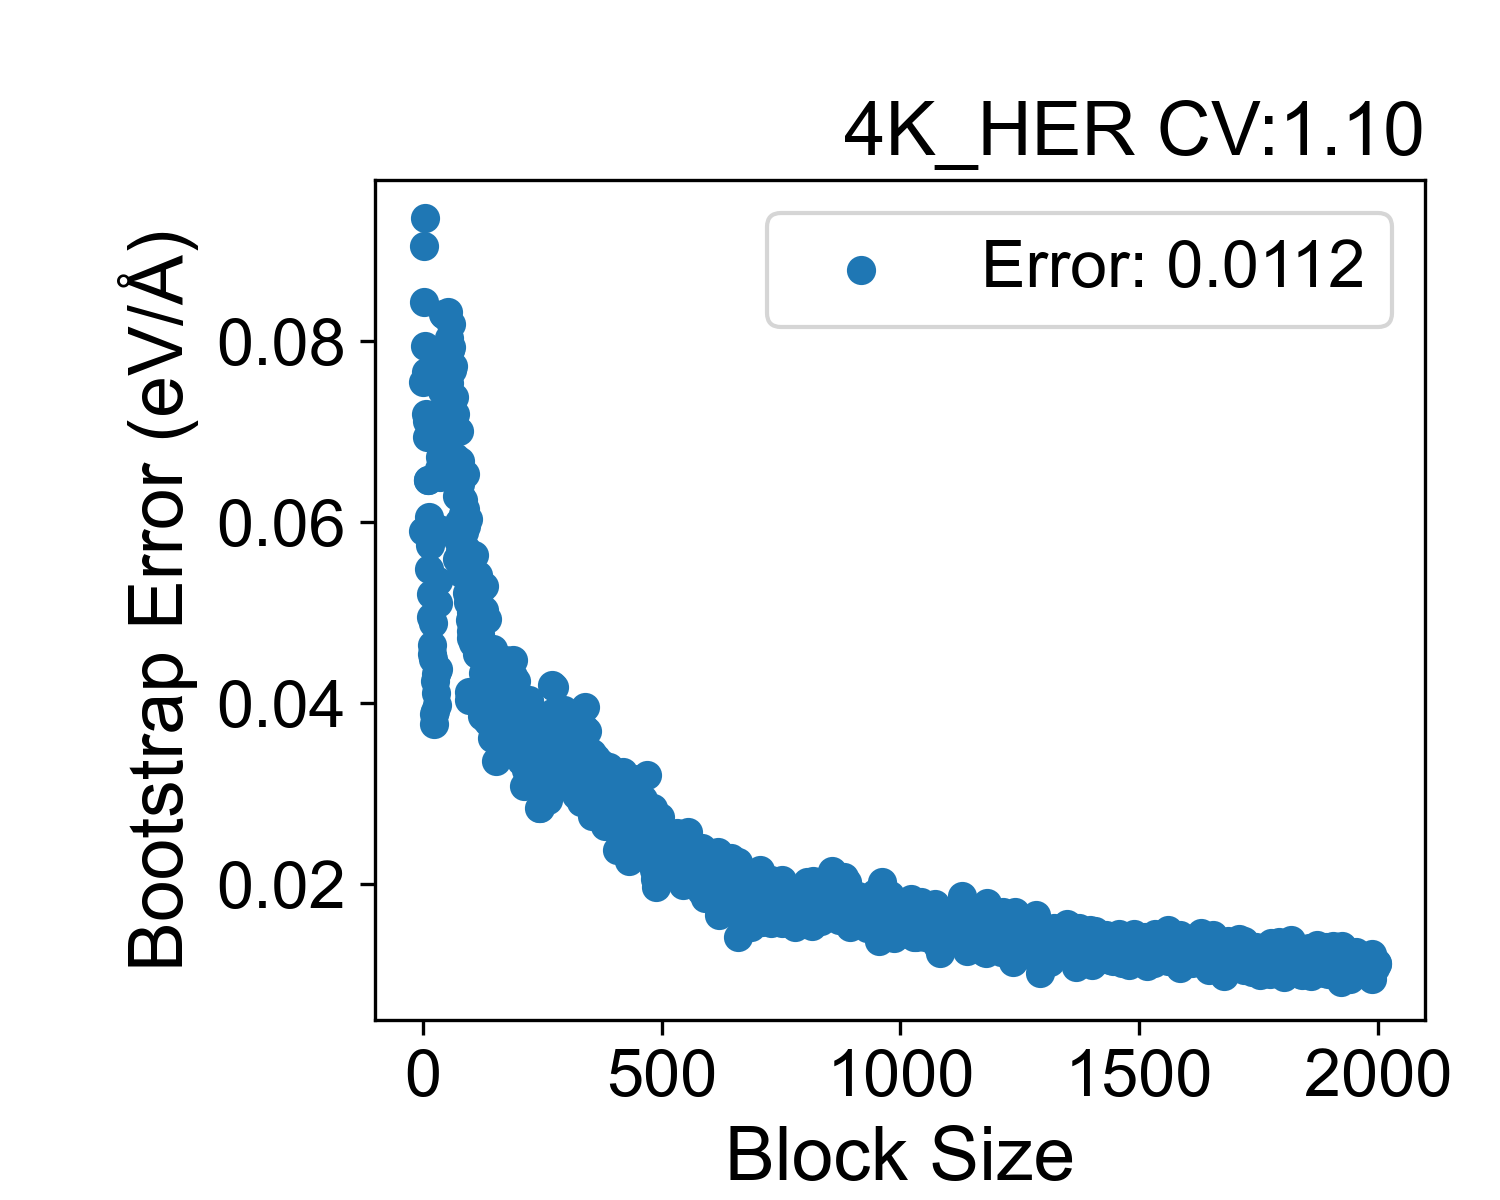 4K_HER CV:1.10
Error: 0.0112
Bootstrap Error (eV/Å)
0.08
0.06
0.04
0.02
0 500 1000 1500 2000
Block Size